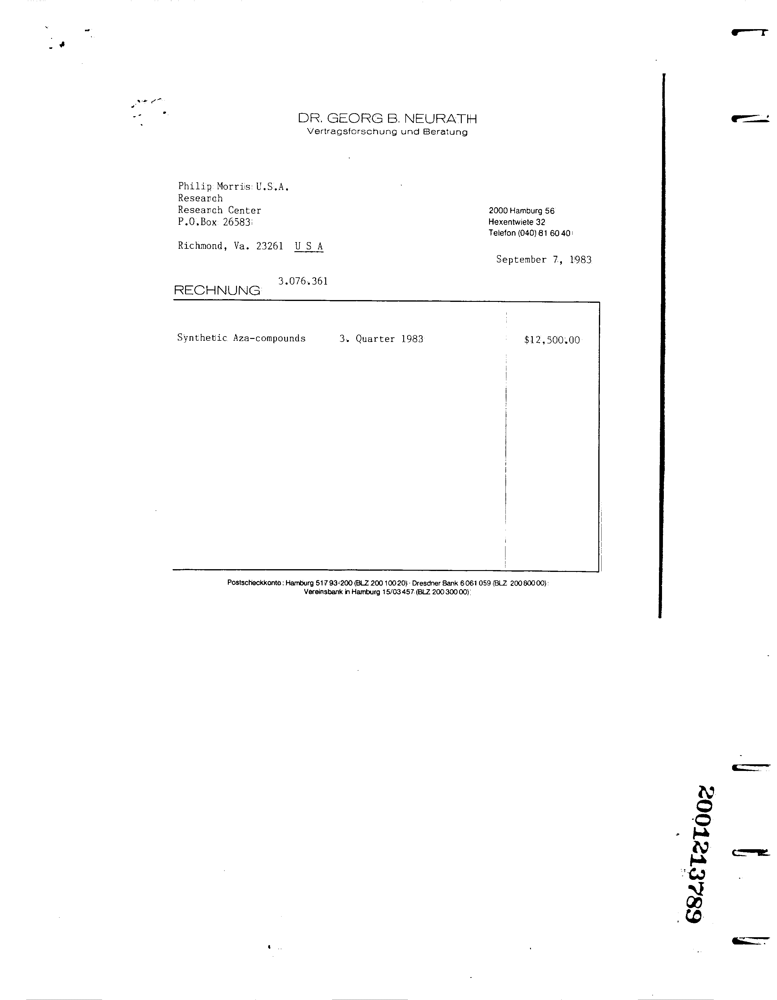 DR. GEORG B. NEURATH
Vertragsforschung und Beratung
Philip Morris U.S.A.
Research
Research Center
P.O.Box 26583
Richmond, Va. 23261 U S A
2000 Hamburg 56
Hexentwiete 32
Telefon (040) 81 60 40
September 7, 1983
RECHNUNG 3.076.361
Synthetic Aza-compounds 3. Quarter 1983 $12,500.00
Postscheckkonto: Hamburg 517 93-200 (BLZ 200 100 20) · Dresdner Bank 6 061 059 (BLZ 200 800 00)
Vereinsbank in Hamburg 15/03 457 (BLZ 200 300 00)
2001213789